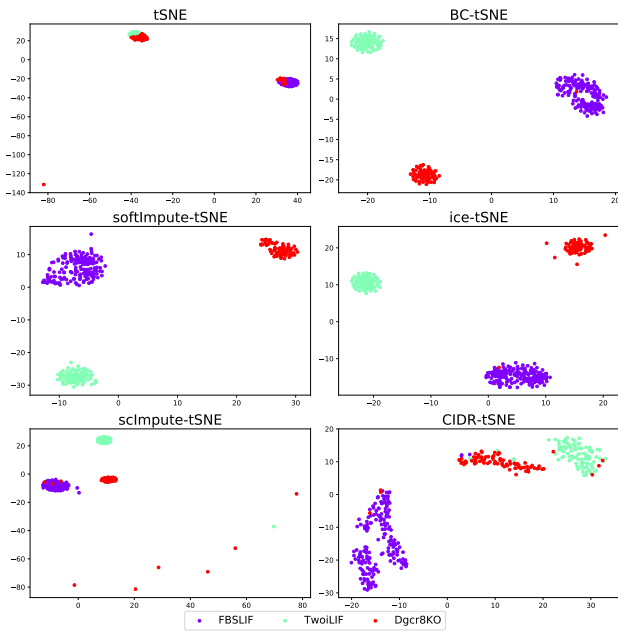 tSNE
20
0
−20
−40
−60
−80
−100
−120
−140
−80 −60 −40 −20 0 20 40
BC-tSNE
15
10
5
0
−5
−10
−15
−20
−20 −10 0 10 20
softImpute-tSNE
10
0
−10
−20
−30
−10 0 10 20 30
ice-tSNE
20
10
0
−10
−20 −10 0 10 20
scImpute-tSNE
20
0
−20
−40
−60
−80
0 20 40 60 80
CIDR-tSNE
20
10
0
−10
−20
−30
−20 −10 0 10 20 30
FBSLIF TwoiLIF Dgcr8KO